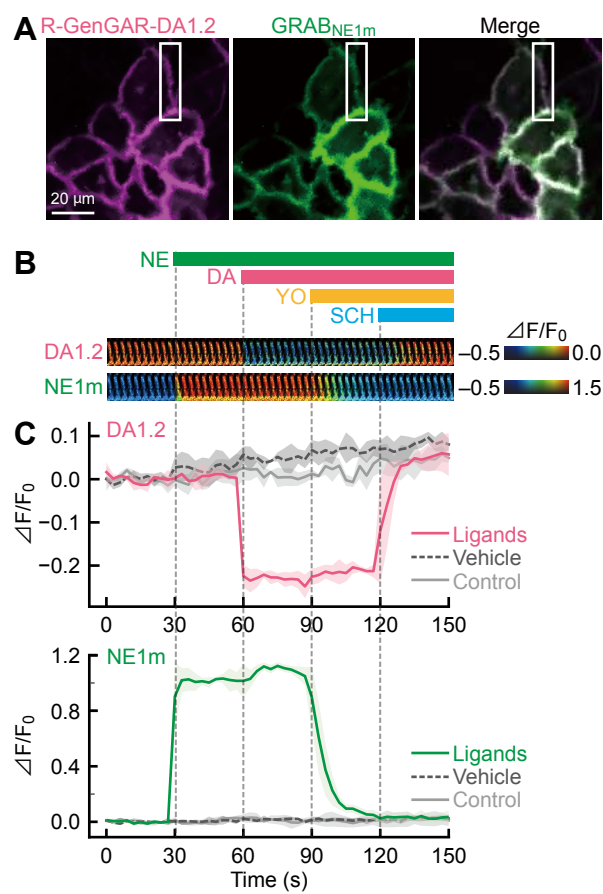 A
R-GenGAR-DA1.2 GRABNE1m Merge
20 µm
B
NE
DA
YO
SCH
⊿F/F0
DA1.2 –0.5 0.0
NE1m –0.5 1.5
C
DA1.2
0.1
0.0
−0.1
−0.2
⊿F/F0
Ligands
Vehicle
Control
0 30 60 90 120 150
NE1m
1.2
0.8
0.4
0.0
⊿F/F0
Ligands
Vehicle
Control
0 30 60 90 120 150
Time (s)